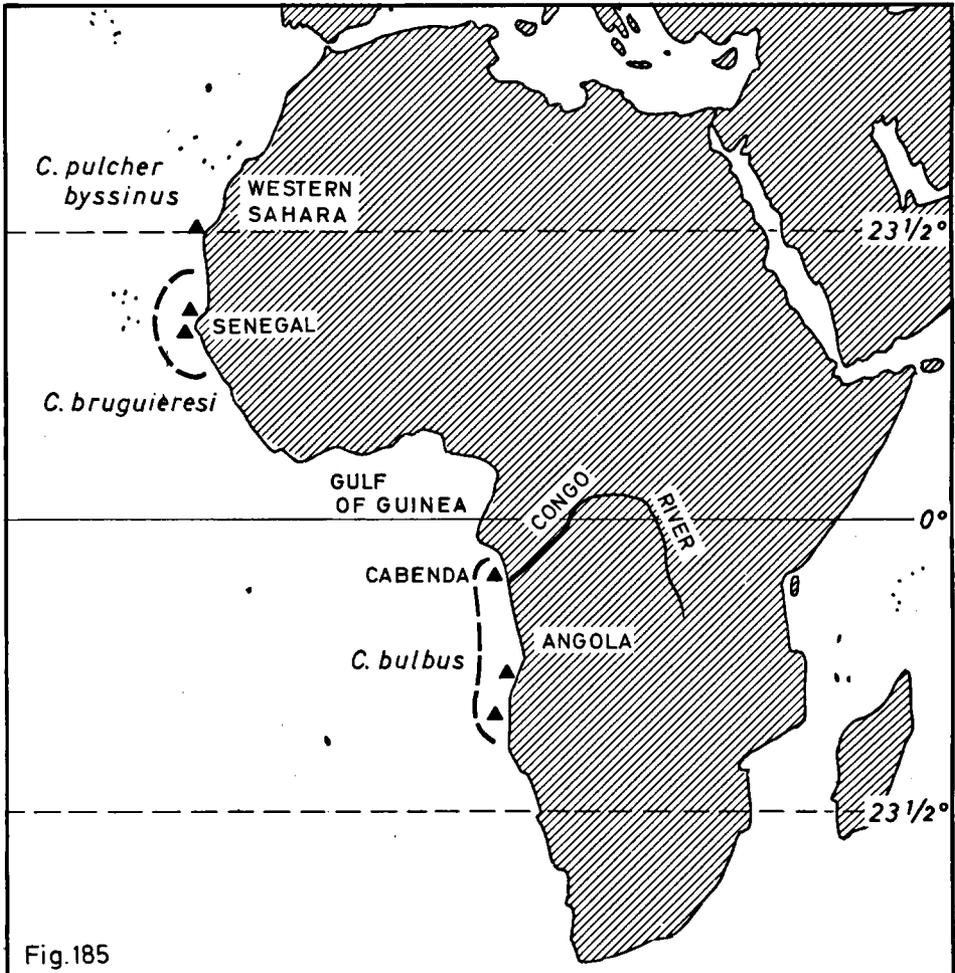 C. pulcher
byssinus
WESTERN
SAHARA
23 1/2°
SENEGAL
C. bruguièresi
GULF
OF GUINEA
CONGO
RIVER
0°
CABENDA
ANGOLA
C. bulbus
23 1/2°
Fig.185